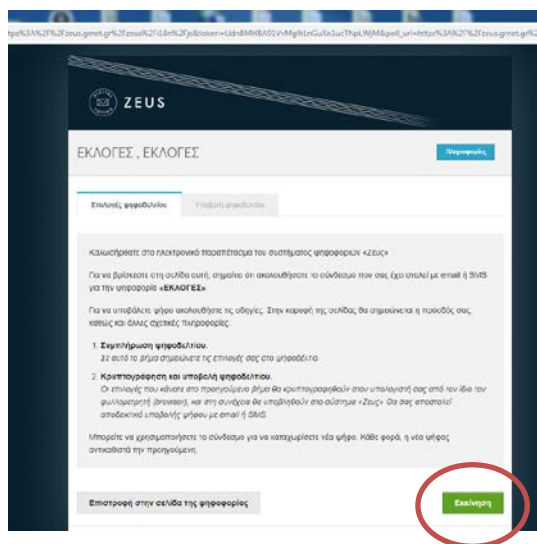 ZEUS
ΕΚΛΟΓΕΣ , ΕΚΛΟΓΕΣ
Πληροφορίες
Επιλογές ψηφοδελτίου Υποβολή ψηφοδελτίου
Καλωσήρθατε στο ηλεκτρονικό παραπέτασμα του συστήματος ψηφοφοριών «Ζευς»
Για να βρίσκεστε στη σελίδα αυτή, σημαίνει ότι ακολουθήσατε το σύνδεσμο που σας έχει σταλεί με email ή SMS
για την ψηφοφορία «ΕΚΛΟΓΕΣ».
Για να υποβάλετε ψήφο ακολουθήστε τις οδηγίες. Στην κορυφή της σελίδας θα σημειώνεται η πρόοδός σας,
καθώς και άλλες σχετικές πληροφορίες.
1. Συμπλήρωση ψηφοδελτίου.
Σε αυτό το βήμα σημειώνετε τις επιλογές σας στο ψηφοδέλτιο.
2. Κρυπτογράφηση και υποβολή ψηφοδελτίου.
Οι επιλογές που κάνατε στο προηγούμενο βήμα θα κρυπτογραφηθούν στον υπολογιστή σας από τον ίδιο τον
φυλλομετρητή (browser), και στη συνέχεια θα υποβληθούν στο σύστημα «Ζευς» Θα σας αποσταλεί
αποδεικτικό υποβολής ψήφου με email ή SMS.
Μπορείτε να χρησιμοποιήσετε το σύνδεσμο για να καταχωρίσετε νέα ψήφο. Κάθε φορά, η νέα ψήφος
αντικαθιστά την προηγούμενη.
Επιστροφή στην σελίδα της ψηφοφορίας
Εκκίνηση